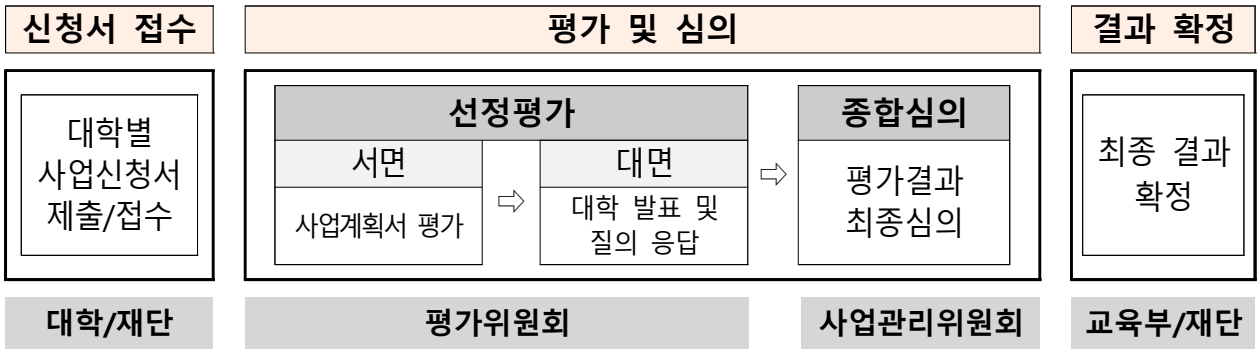 신청서 접수
평가 및 심의
결과 확정
대학별
사업신청서
제출/접수
선정평가
서면
사업계획서 평가
⇨
대면
대학 발표 및
질의 응답
⇨
종합심의
평가결과
최종심의
최종 결과
확정
대학/재단
평가위원회
사업관리위원회
교육부/재단